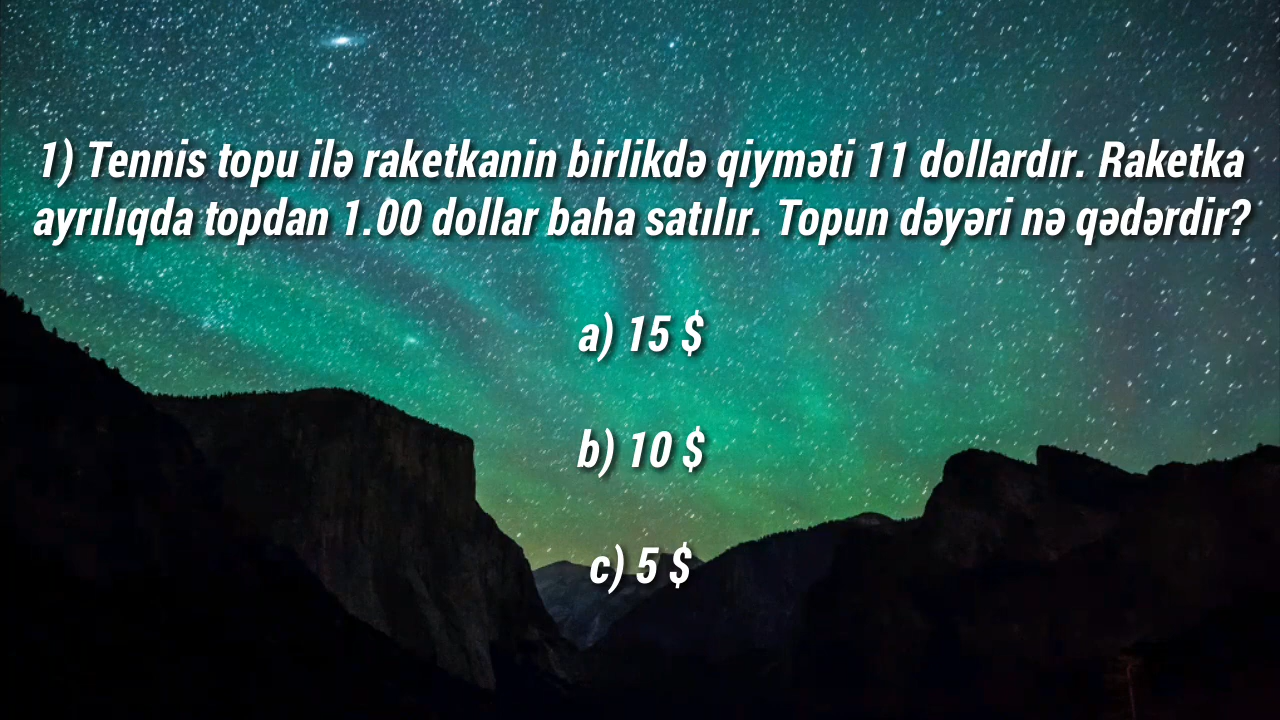 1) Tennis topu ilə raketkanin birlikdə qiyməti 11 dollardır. Raketka
ayrılıqda topdan 1.00 dollar baha satılır. Topun dəyəri nə qədərdir?
a) 15 $
b) 10 $
c) 5 $